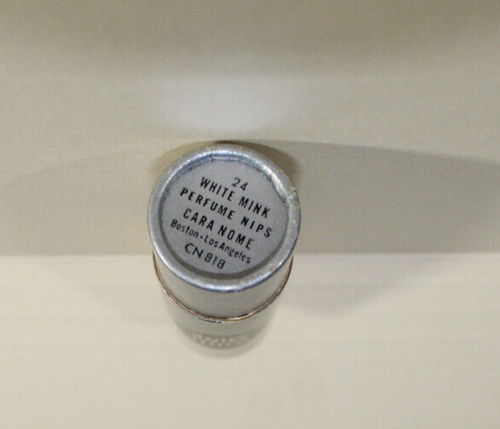 24
WHITE MINK
PERFUME NIPS
CARA NOME
Boston-Los Angeles
CN 818